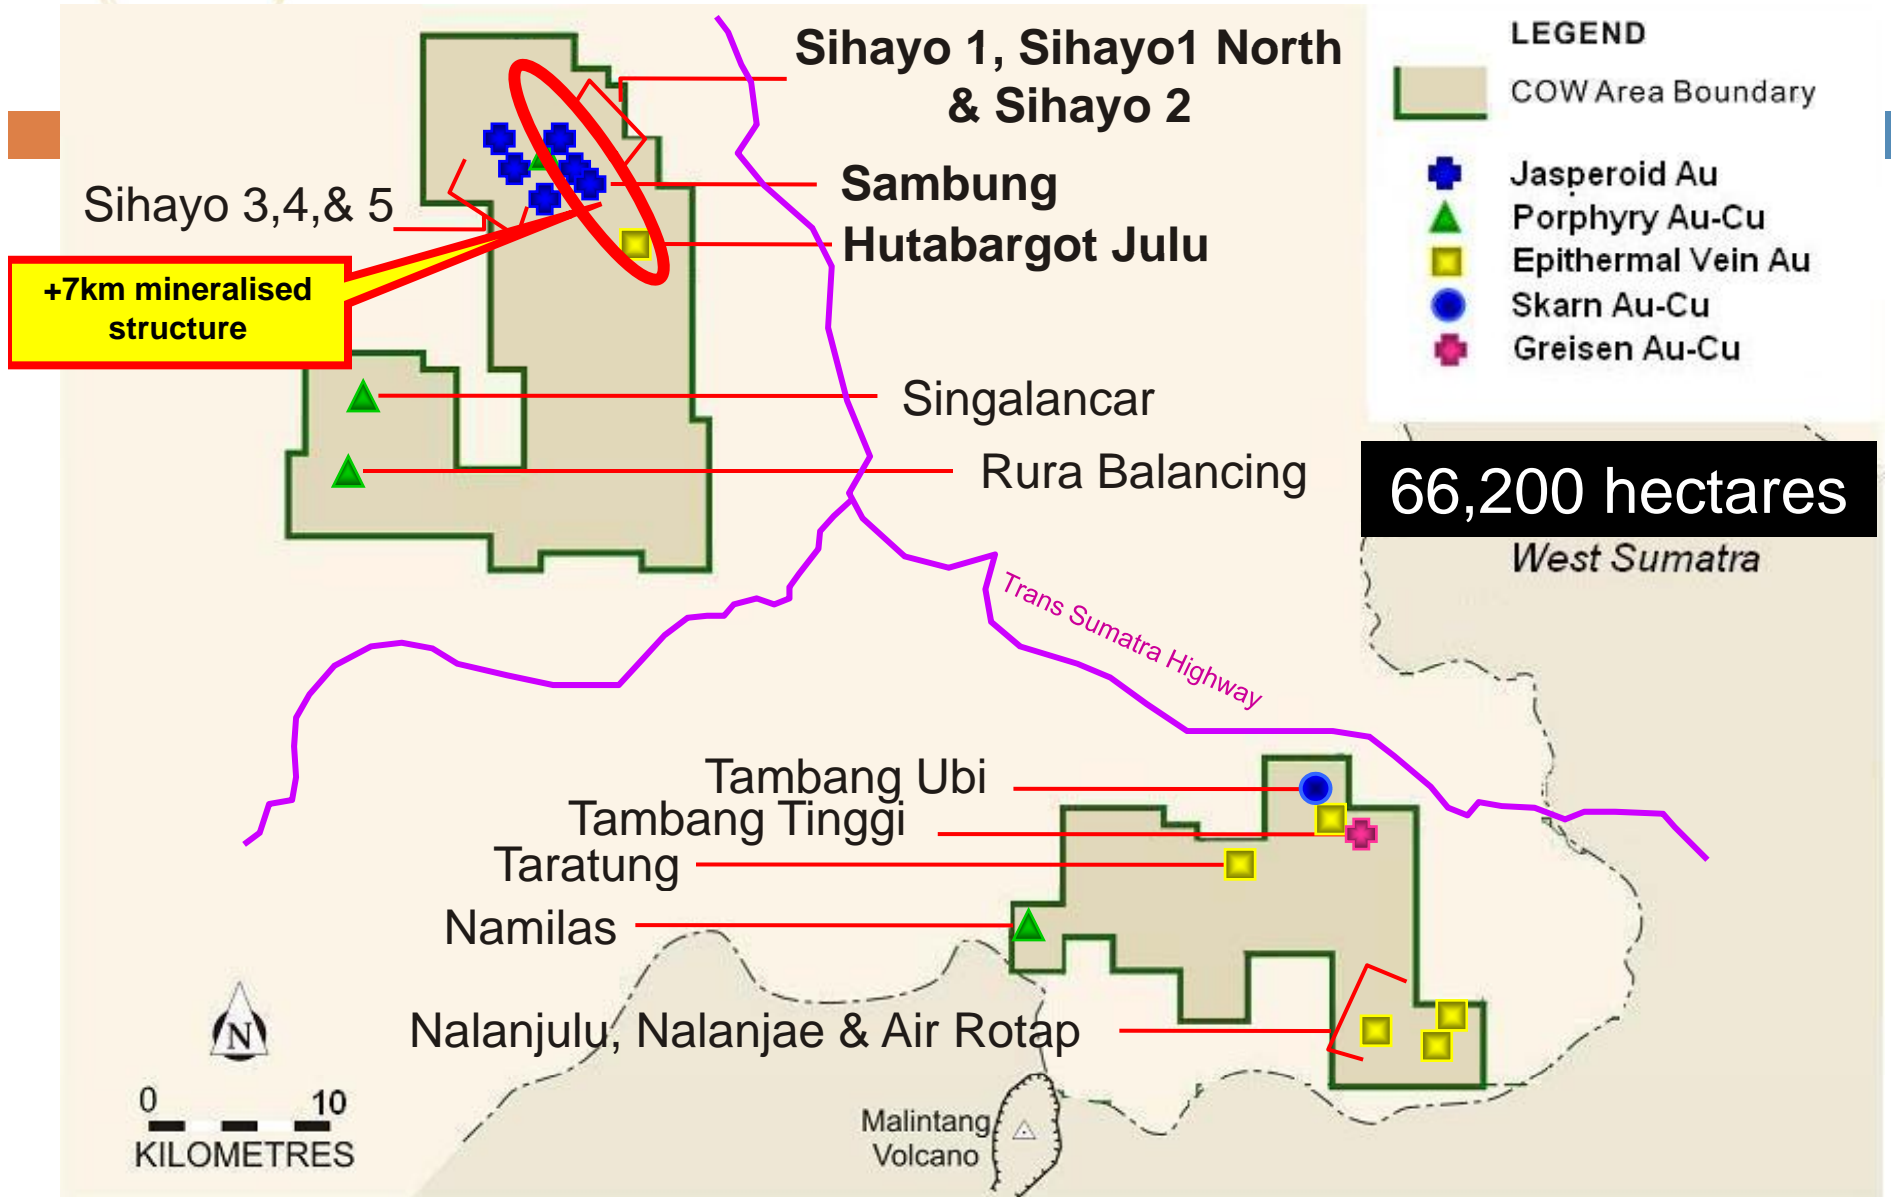 Sihayo 1, Sihayo1 North
& Sihayo 2
Sambung
Hutabargot Julu
Sihayo 3,4,& 5
+7km mineralised
structure
Singalancar
Rura Balancing
LEGEND
COW Area Boundary
Jasperoid Au
Porphyry Au-Cu
Epithermal Vein Au
Skarn Au-Cu
Greisen Au-Cu
66,200 hectares
West Sumatra
Trans Sumatra Highway
Tambang Ubi
Tambang Tinggi
Taratung
Namilas
Nalanjulu, Nalanjae & Air Rotap
N
0 10
KILOMETRES
Malintang
Volcano